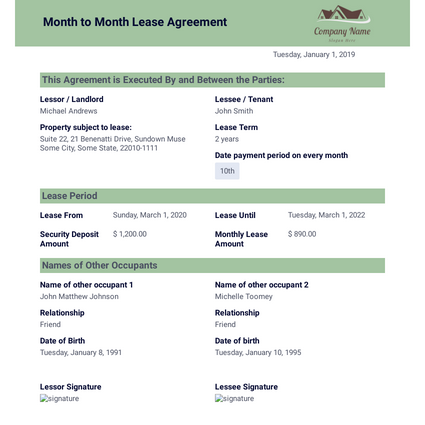 Month to Month Lease Agreement
Company Name
Tuesday, January 1, 2019
This Agreement is Executed By and Between the Parties:
Lessor / Landlord
Michael Andrews
Lessee / Tenant
John Smith
Property subject to lease:
Suite 22, 21 Benenatti Drive, Sundown Muse
Some City, Some State, 22010-1111
Lease Term
2 years
Date payment period on every month
10th
Lease Period
Lease From Sunday, March 1, 2020
Lease Until Tuesday, March 1, 2022
Security Deposit Amount $ 1,200.00
Monthly Lease Amount $ 890.00
Names of Other Occupants
Name of other occupant 1
John Matthew Johnson
Name of other occupant 2
Michelle Toomey
Relationship
Friend
Relationship
Friend
Date of Birth
Tuesday, January 8, 1991
Date of birth
Tuesday, January 10, 1995
Lessor Signature
signature
Lessee Signature
signature